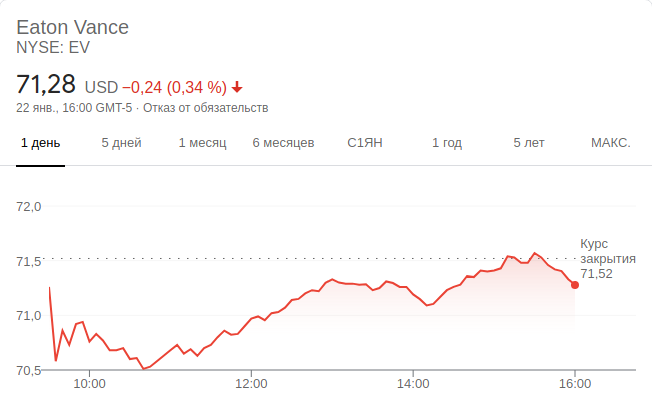 Eaton Vance
NYSE: EV
71,28 USD −0,24 (0,34 %)
22 янв., 16:00 GMT-5 · Отказ от обязательств
1 день 5 дней 1 месяц 6 месяцев С1ЯН 1 год 5 лет МАКС.
72,0
71,5
71,0
70,5
Курс
закрытия
71,52
10:00 12:00 14:00 16:00